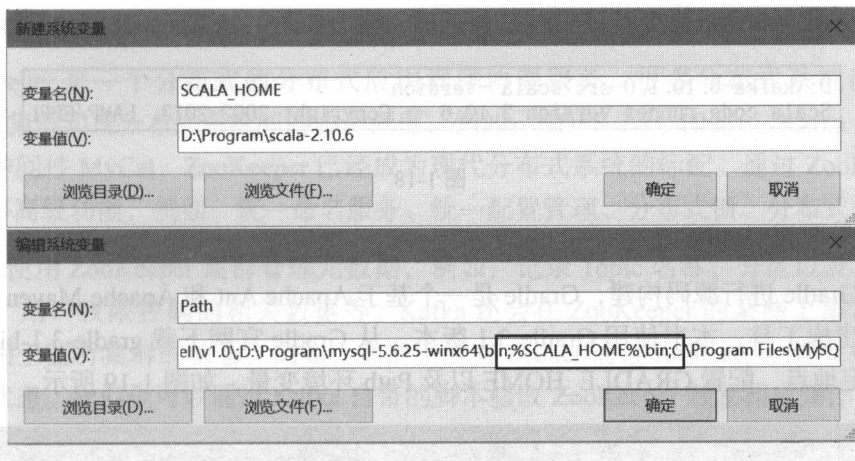 新建系统变量
变量名(N):
SCALA_HOME
变量值(V):
D:\Program\scala-2.10.6
浏览目录(D)...
浏览文件(F)...
确定
取消
编辑系统变量
变量名(N):
Path
变量值(V):
ell\v1.0\;D:\Program\mysql-5.6.25-winx64\bin;%SCALA_HOME%\bin;C\Program Files\MySQ
浏览目录(D)...
浏览文件(F)...
确定
取消